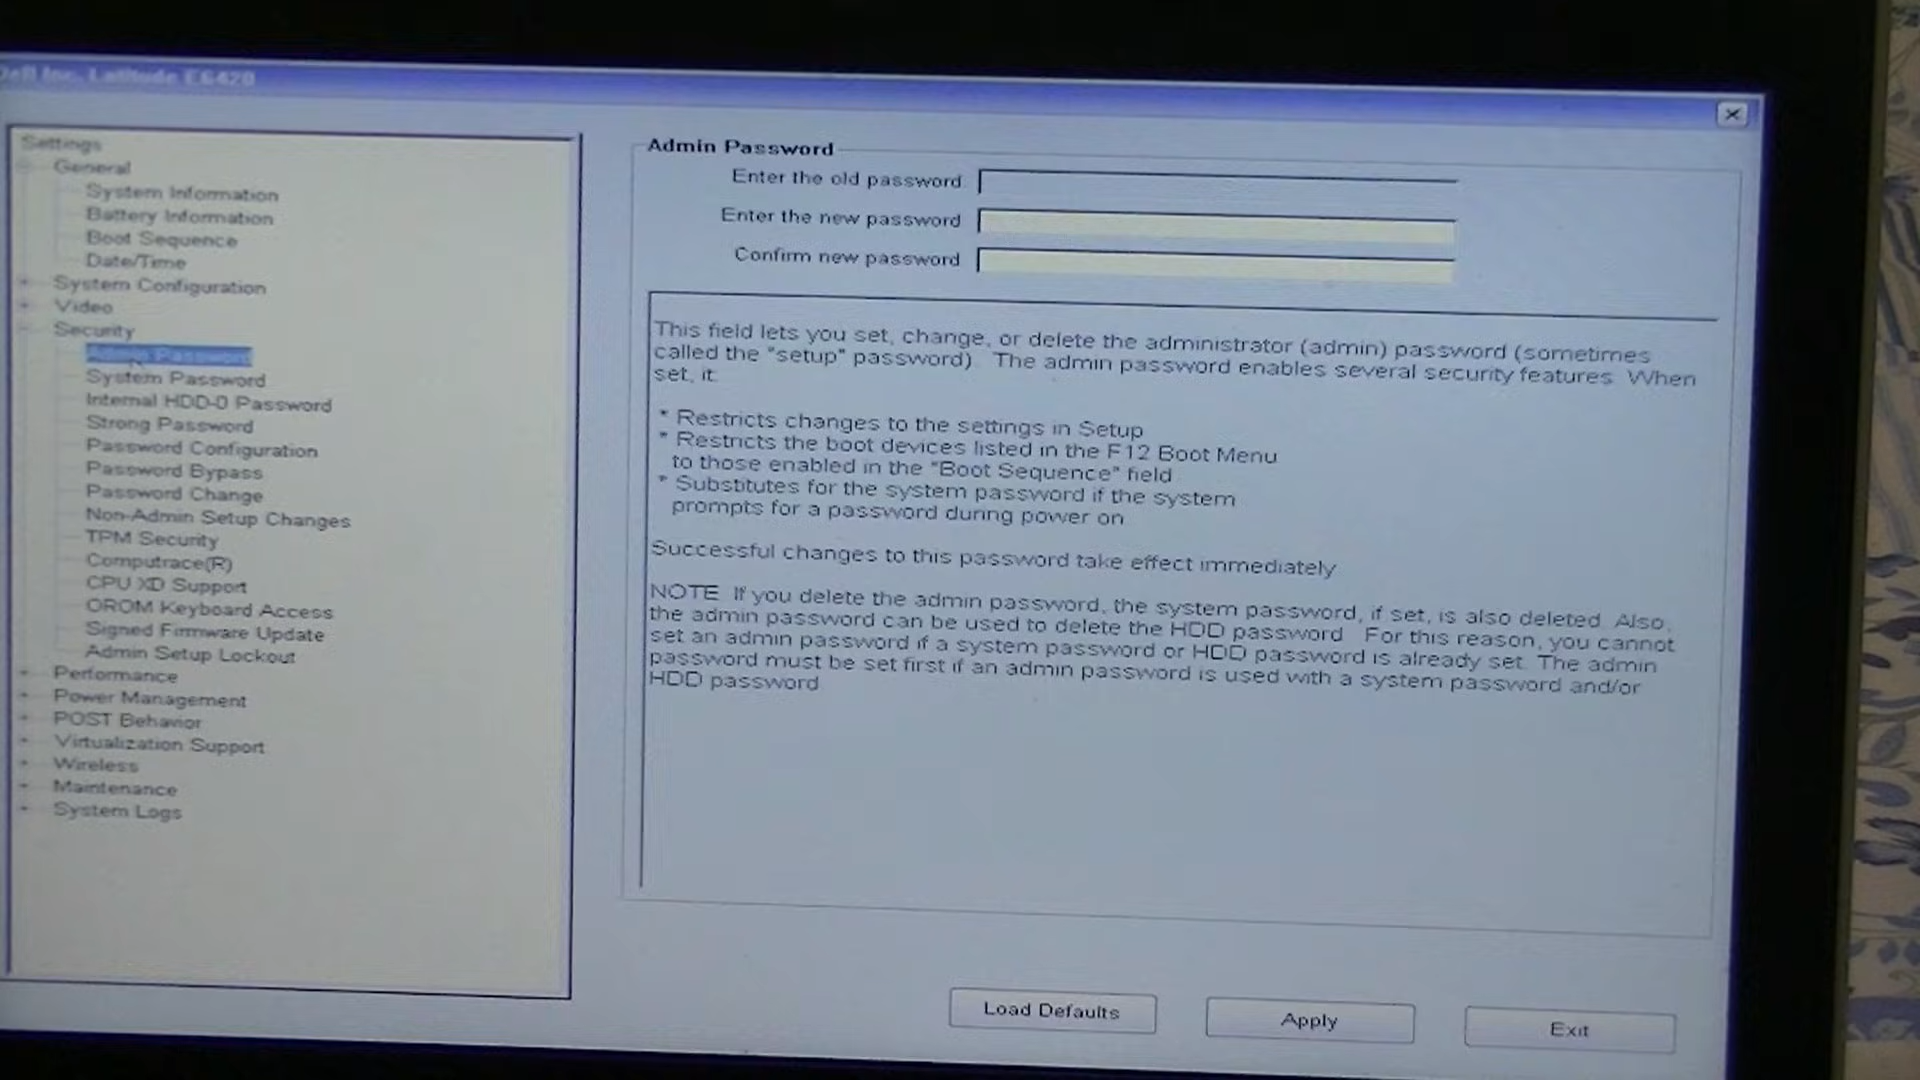 Dell Inc. Latitude E6420
Settings
General
System Information
Battery Information
Boot Sequence
Date/Time
System Configuration
Video
Security
Admin Password
System Password
Internal HDD-0 Password
Strong Password
Password Configuration
Password Bypass
Password Change
Non-Admin Setup Changes
TPM Security
Computrace(R)
CPU XD Support
OROM Keyboard Access
Signed Firmware Update
Admin Setup Lockout
Performance
Power Management
POST Behavior
Virtualization Support
Wireless
Maintenance
System Logs
Admin Password
Enter the old password
Enter the new password
Confirm new password
This field lets you set, change, or delete the administrator (admin) password (sometimes
called the "setup" password). The admin password enables several security features. When
set, it:
* Restricts changes to the settings in Setup
* Restricts the boot devices listed in the F12 Boot Menu
to those enabled in the "Boot Sequence" field
* Substitutes for the system password if the system
prompts for a password during power on
Successful changes to this password take effect immediately
NOTE: If you delete the admin password, the system password, if set, is also deleted. Also,
the admin password can be used to delete the HDD password. For this reason, you cannot
set an admin password if a system password or HDD password is already set. The admin
password must be set first if an admin password is used with a system password and/or
HDD password
Load Defaults
Apply
Exit